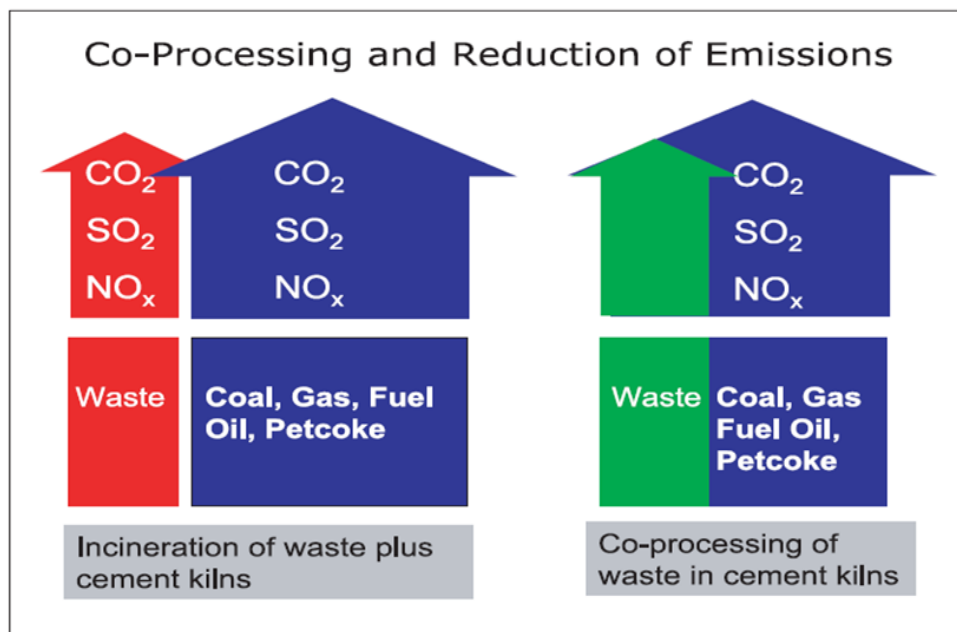 Co-Processing and Reduction of Emissions
CO₂
SO₂
NOₓ
CO₂
SO₂
NOₓ
CO₂
SO₂
NOₓ
Waste
Coal, Gas, Fuel
Oil, Petcoke
Waste
Coal, Gas
Fuel Oil,
Petcoke
Incineration of waste plus
cement kilns
Co-processing of
waste in cement kilns